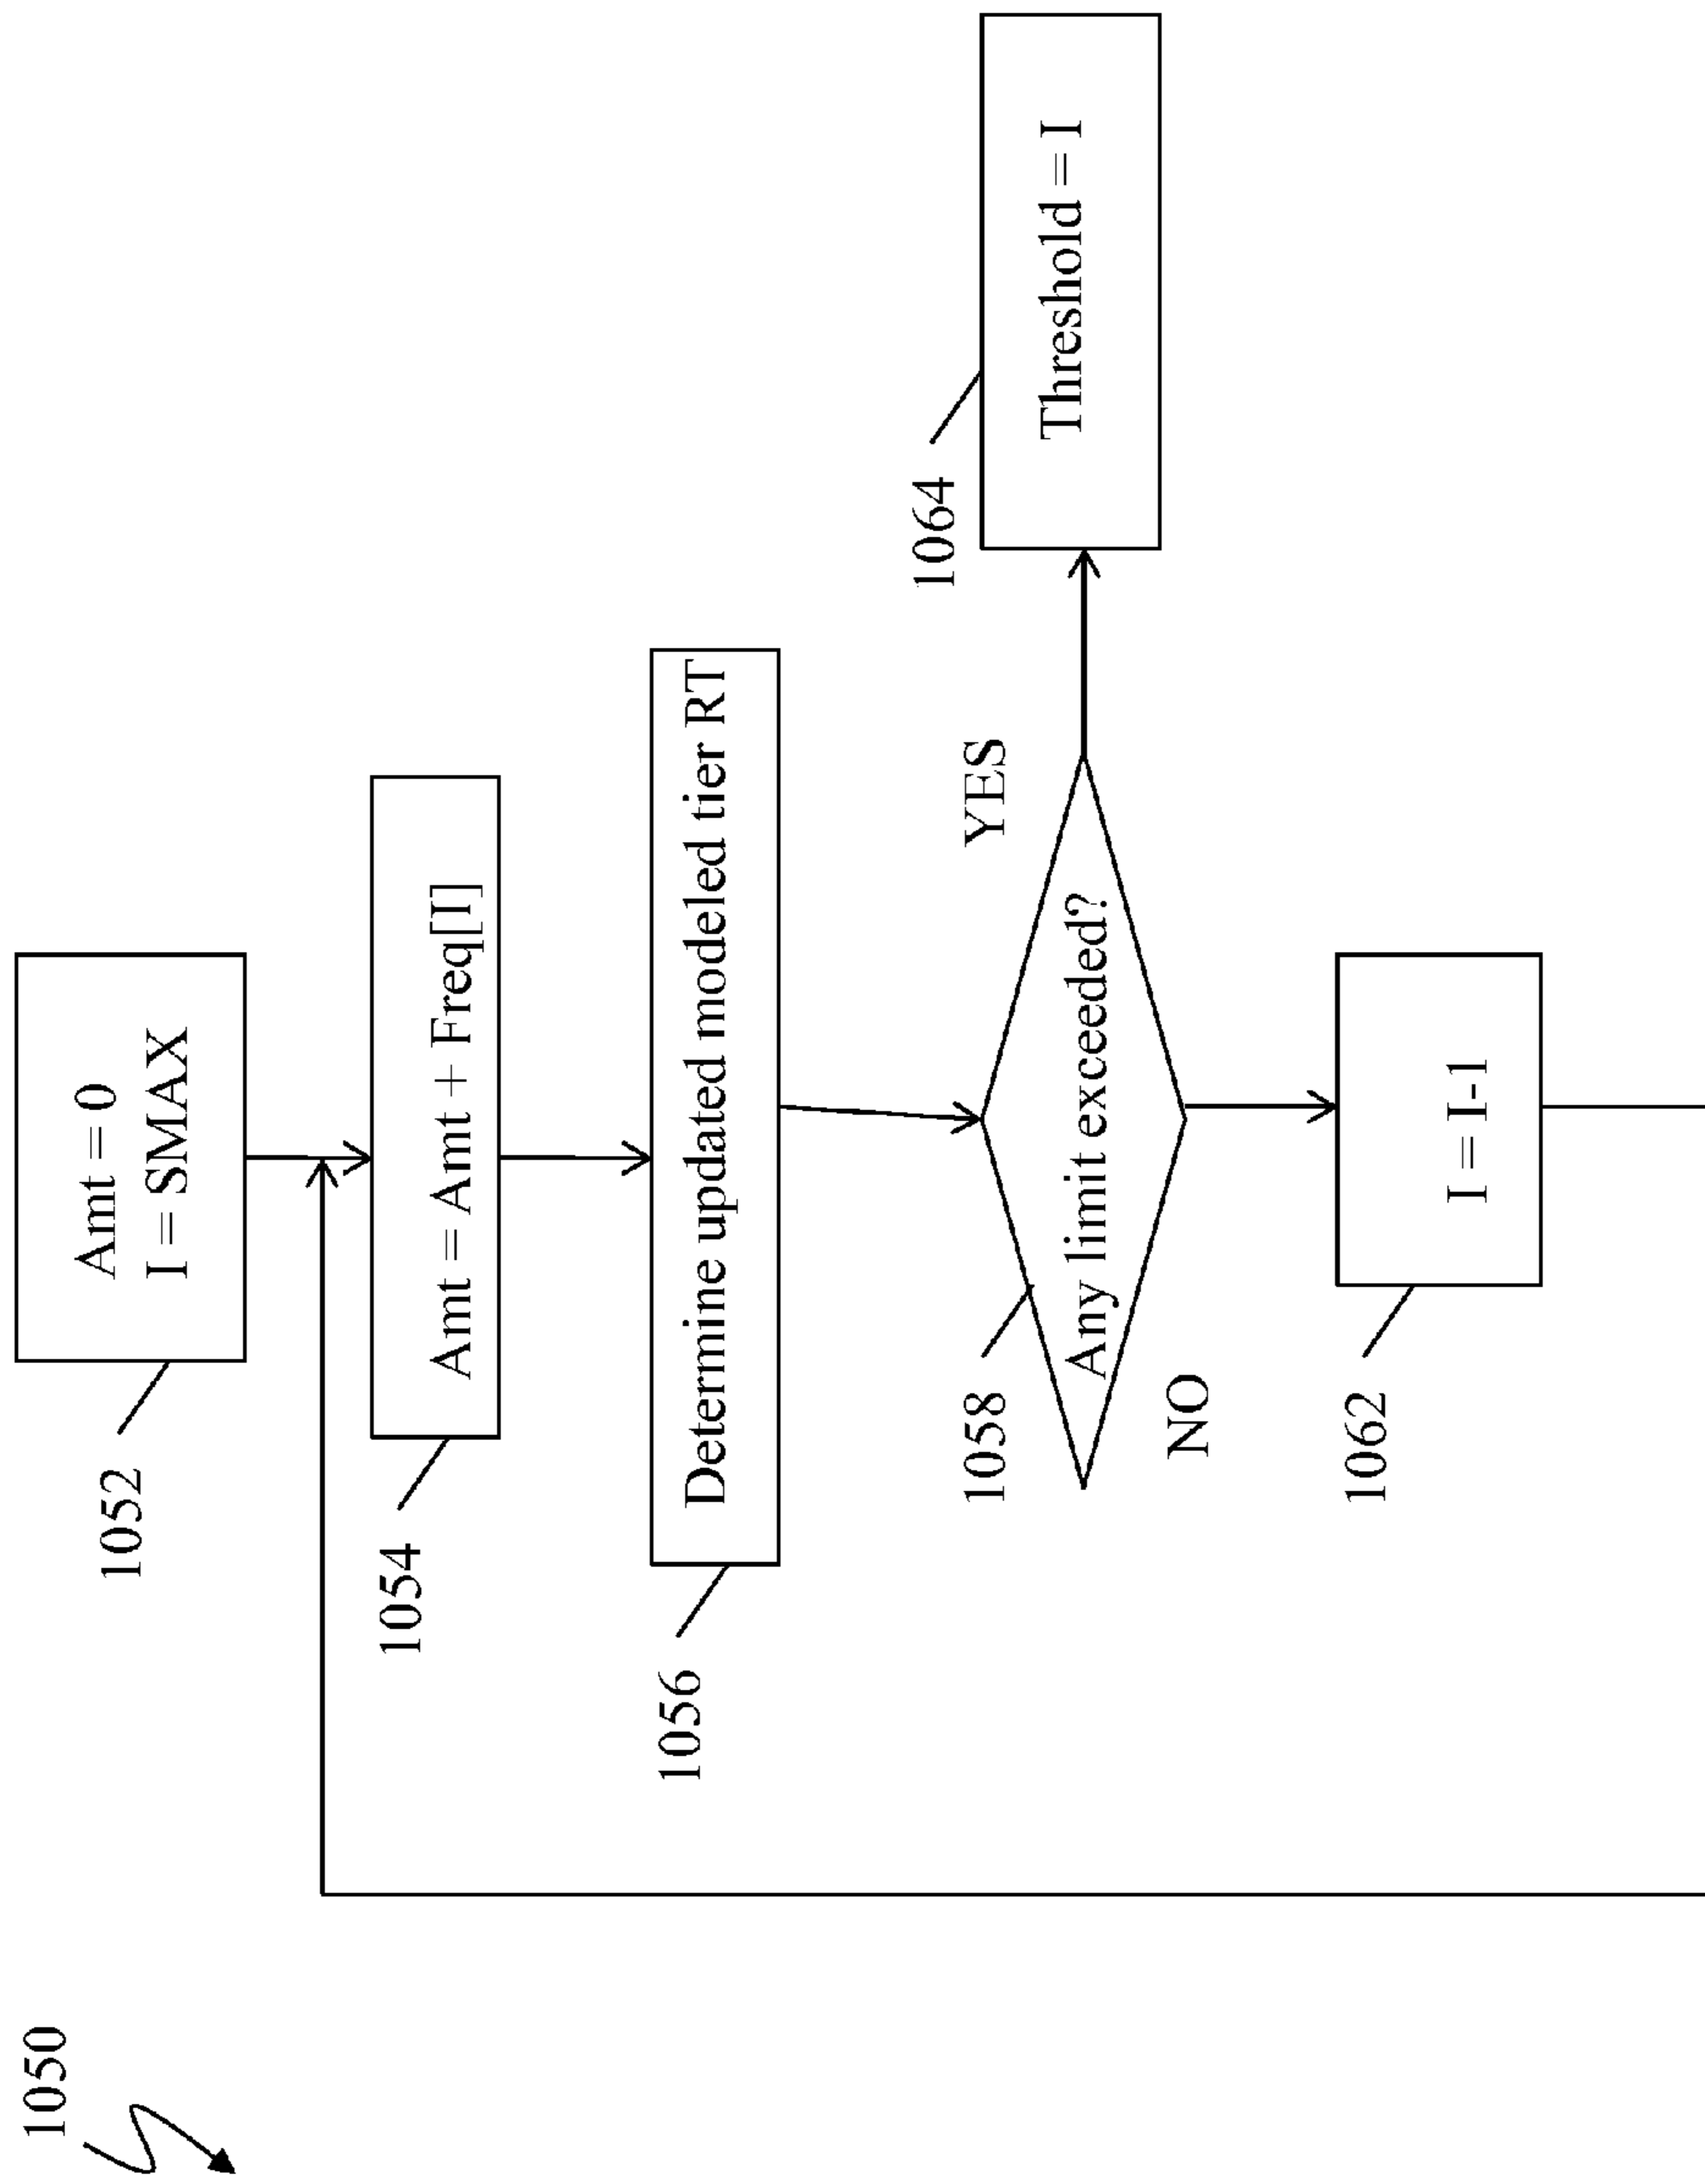 1050
1052
Amt = 0
I = SMAX
1054
Amt = Amt + Freq[I]
1056
Determine updated modeled tier RT
1058
Any limit exceeded?
YES
NO
1064
Threshold = I
1062
I = I-1